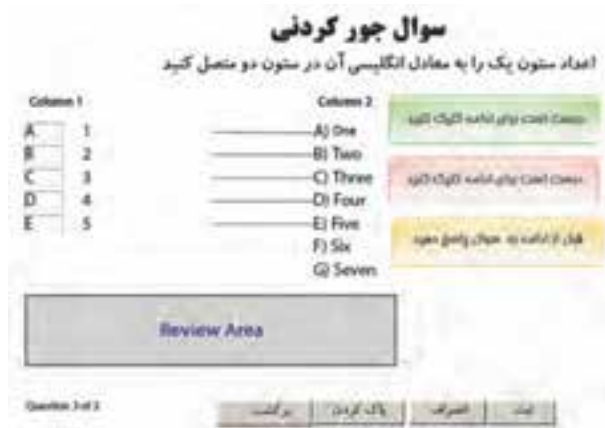 سوال جور کردنی
اعداد ستون یک را به معادل انگلیسی آن در ستون دو متصل کنید
Column 1 Column 2
A 1 A) One
B 2 B) Two
C 3 C) Three
D 4 D) Four
E 5 E) Five
F) Six
G) Seven
درست است برای ادامه کلیک کنید
درست است برای ادامه کلیک کنید
قبل از ادامه به سوال پاسخ دهید
Review Area
Question 3 of 3
برگشت پاک کردن انصراف ثبت